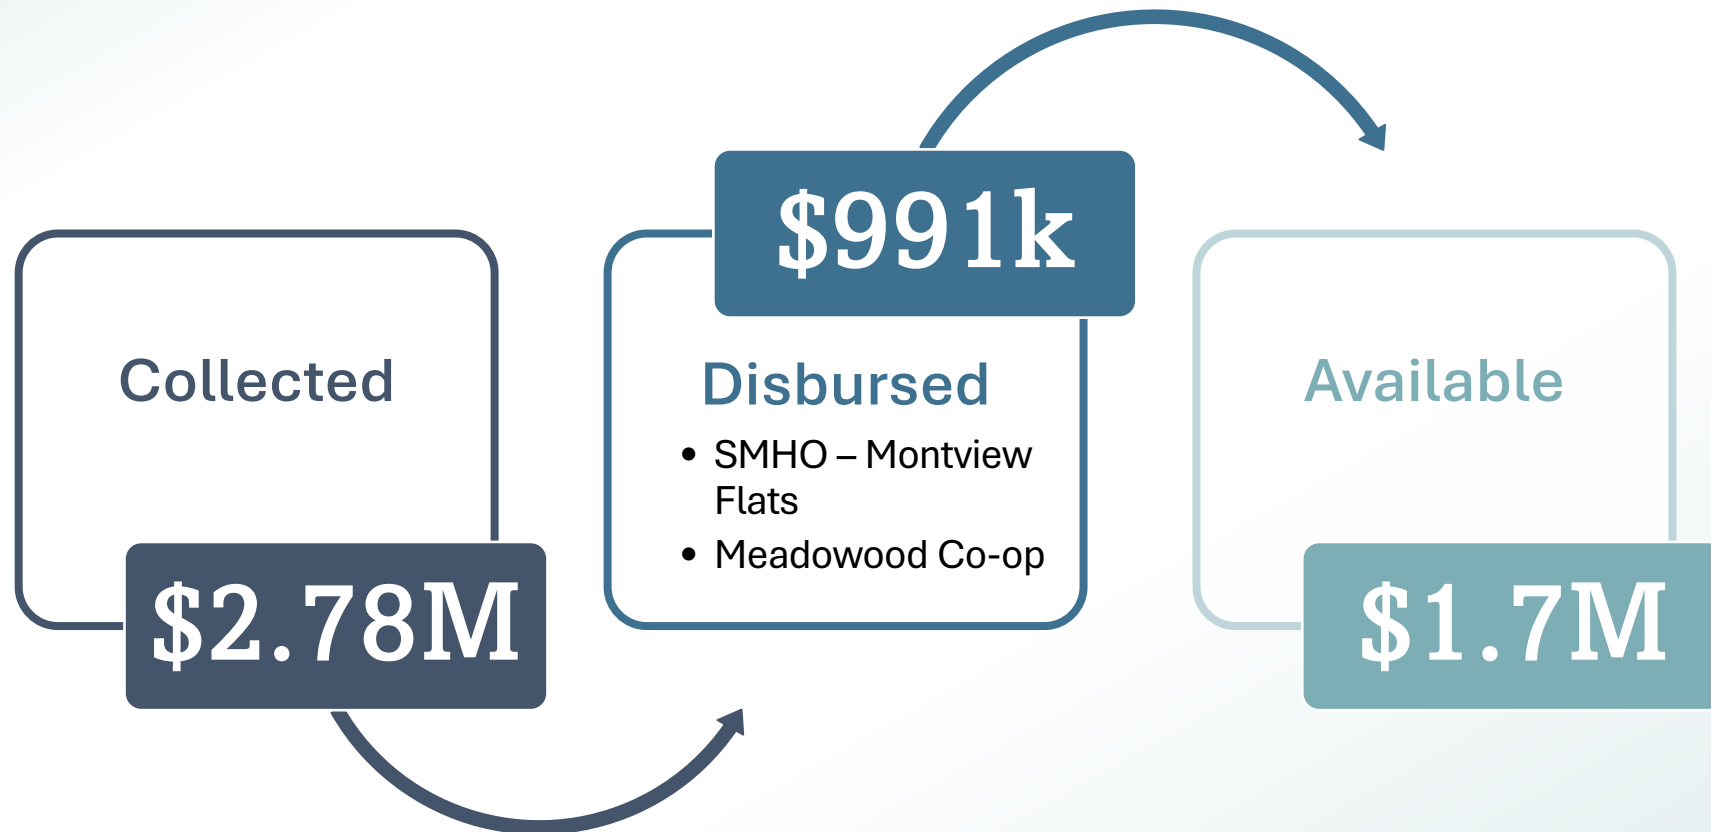 Collected
$2.78M
$991k
Disbursed
• SMHO – Montview
Flats
• Meadowood Co-op
Available
$1.7M